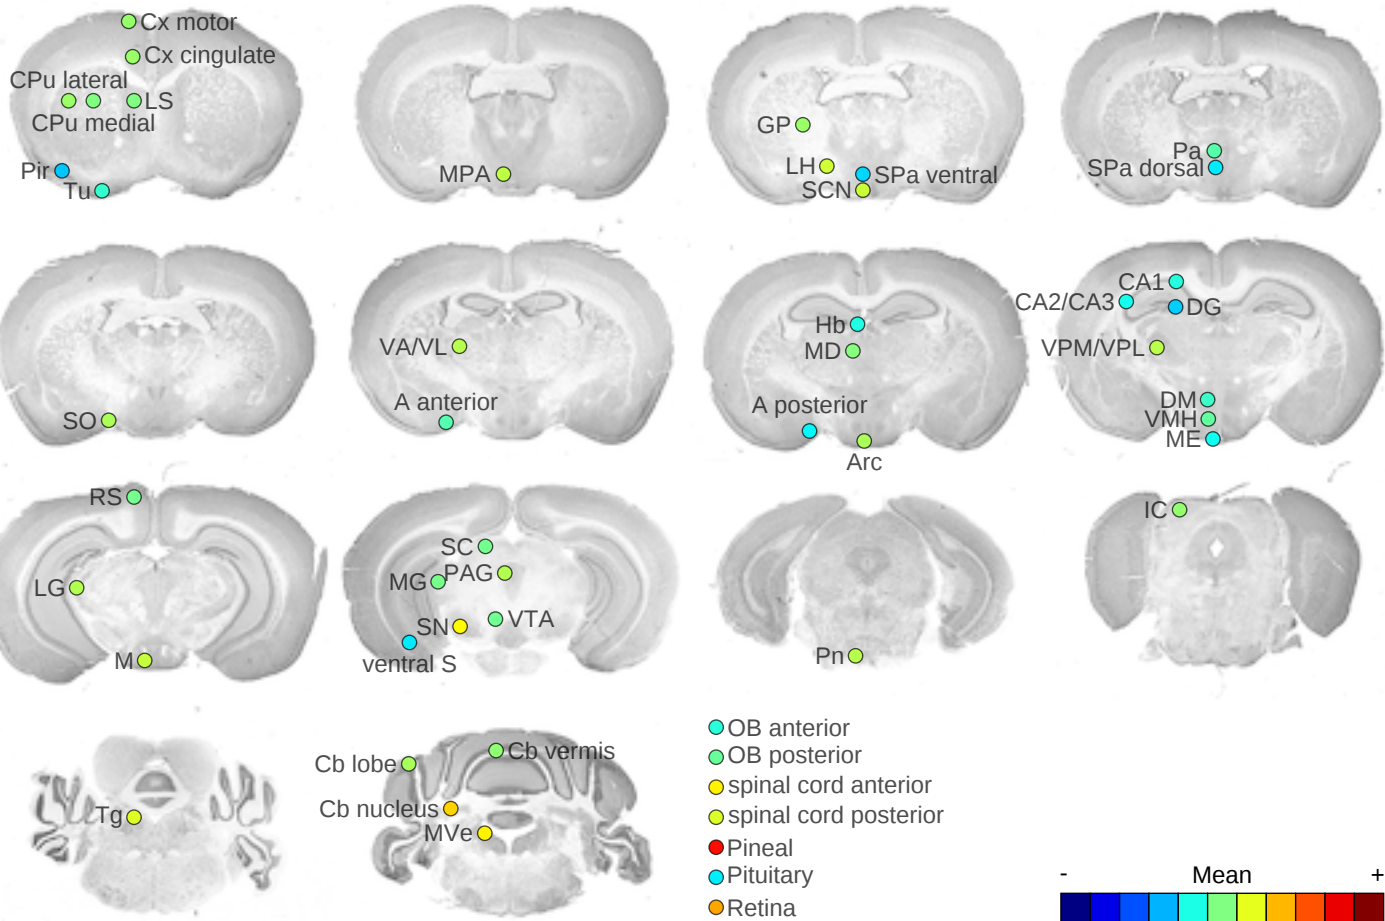 Cx motor
Cx cingulate
CPu lateral
LS
CPu medial
Pir
Tu
MPA
GP
LH
SPa ventral
SCN
Pa
SPa dorsal
SO
VA/VL
A anterior
Hb
MD
A posterior
Arc
CA1
CA2/CA3
DG
VPM/VPL
DM
VMH
ME
RS
LG
M
SC
PAG
MG
VTA
SN
ventral S
Pn
IC
Tg
Cb vermis
Cb lobe
Cb nucleus
MVe
OB anterior
OB posterior
spinal cord anterior
spinal cord posterior
Pineal
Pituitary
Retina
- Mean +